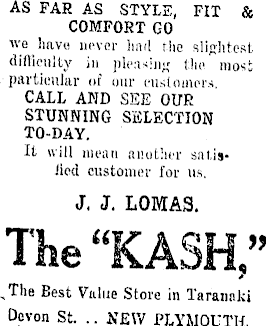 AS FAR AS STYLE, FIT &
COMFORT GO
we have never had the slightest
difficulty in pleasing the most
particular of our customers.
CALL AND SEE OUR
STUNNING SELECTION
TO-DAY.
It will mean another satis-
fied customer for us.
J. J. LOMAS.
The "KASH,"
The Best Value Store in Taranaki
Devon St. .. NEW PLYMOUTH.